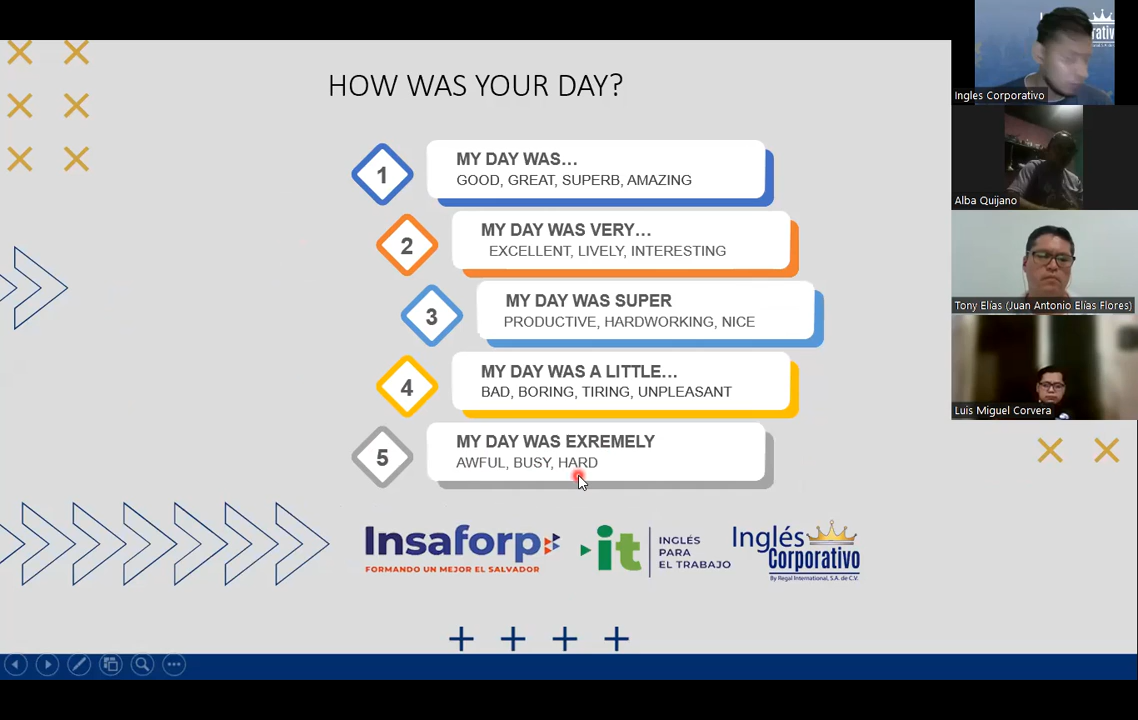 HOW WAS YOUR DAY?
1
MY DAY WAS...
GOOD, GREAT, SUPERB, AMAZING
2
MY DAY WAS VERY...
EXCELLENT, LIVELY, INTERESTING
3
MY DAY WAS SUPER
PRODUCTIVE, HARDWORKING, NICE
4
MY DAY WAS A LITTLE...
BAD, BORING, TIRING, UNPLEASANT
5
MY DAY WAS EXREMELY
AWFUL, BUSY, HARD
Insaforp
FORMANDO UN MEJOR EL SALVADOR
it
INGLÉS
PARA
EL TRABAJO
Inglés
Corporativo
By Regal International, S.A. de C.V.
Ingles Corporativo
Alba Quijano
Tony Elías (Juan Antonio Elías Flores)
Luis Miguel Corvera